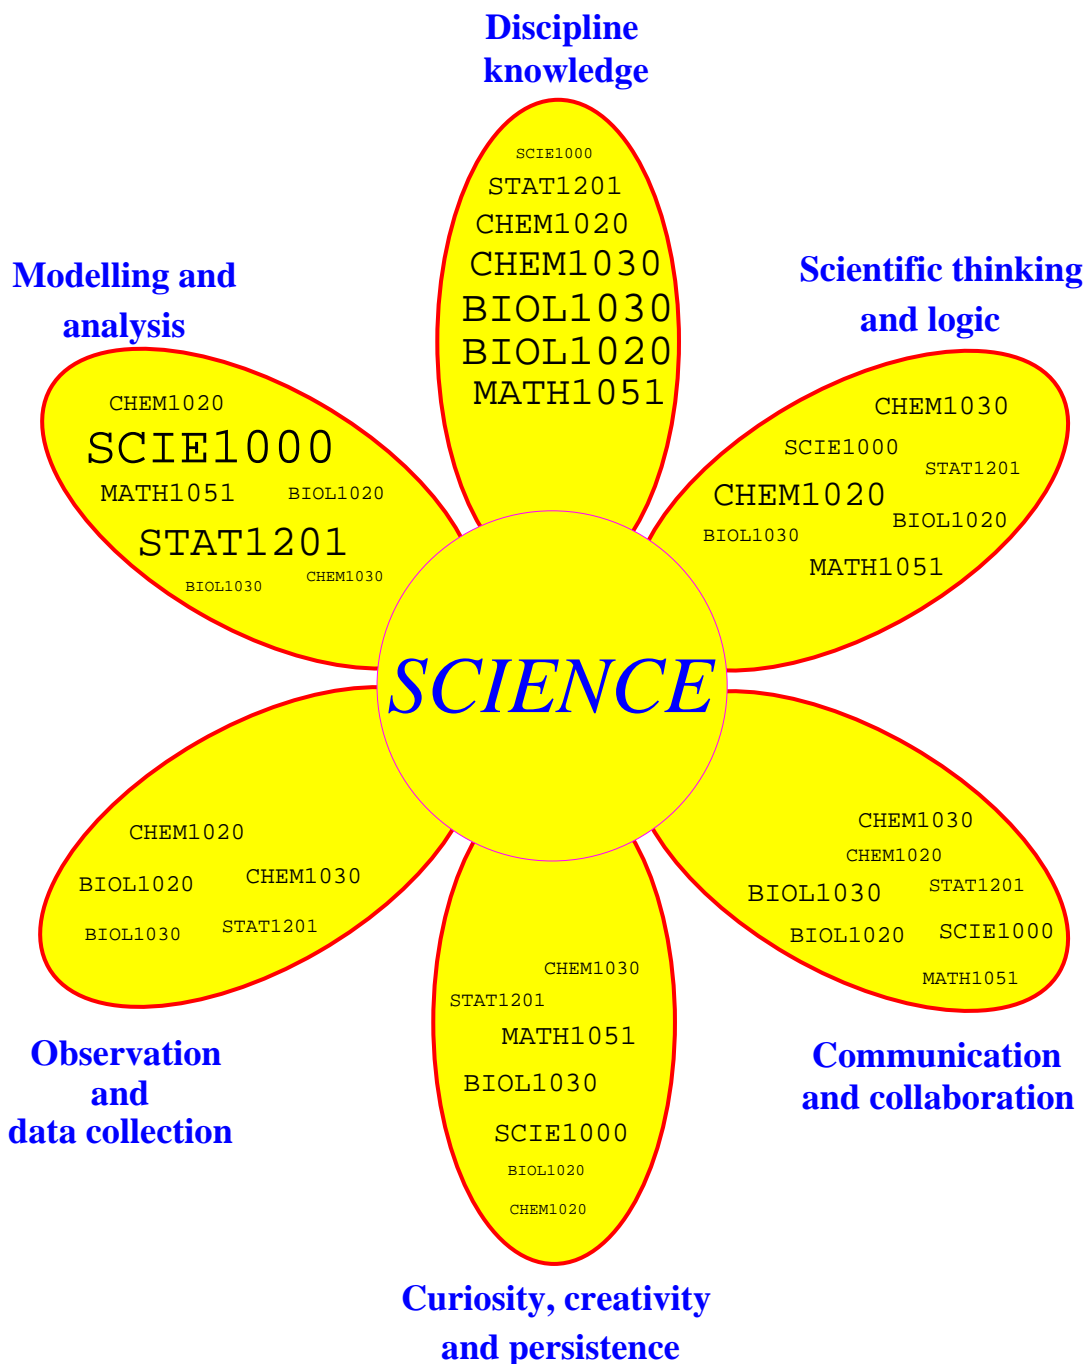 Discipline
knowledge
SCIE1000
STAT1201
CHEM1020
CHEM1030
BIOL1030
BIOL1020
MATH1051
Modelling and
analysis
CHEM1020
SCIE1000
MATH1051 BIOL1020
STAT1201
BIOL1030 CHEM1030
Scientific thinking
and logic
CHEM1030
SCIE1000
STAT1201
CHEM1020
BIOL1020
BIOL1030
MATH1051
SCIENCE
Observation
and
data collection
CHEM1020
BIOL1020 CHEM1030
BIOL1030 STAT1201
CHEM1030
STAT1201
MATH1051
BIOL1030
SCIE1000
BIOL1020
CHEM1020
Curiosity, creativity
and persistence
CHEM1030
CHEM1020
BIOL1030 STAT1201
BIOL1020 SCIE1000
MATH1051
Communication
and collaboration